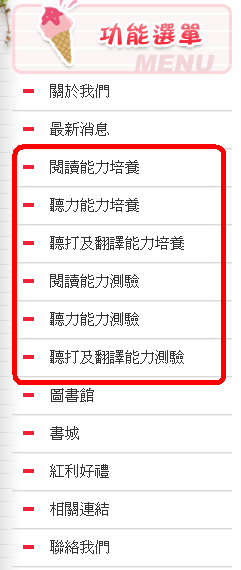 功能選單
MENU
關於我們
最新消息
閱讀能力培養
聽力能力培養
聽打及翻譯能力培養
閱讀能力測驗
聽力能力測驗
聽打及翻譯能力測驗
圖書館
書城
紅利好禮
相關連結
聯絡我們